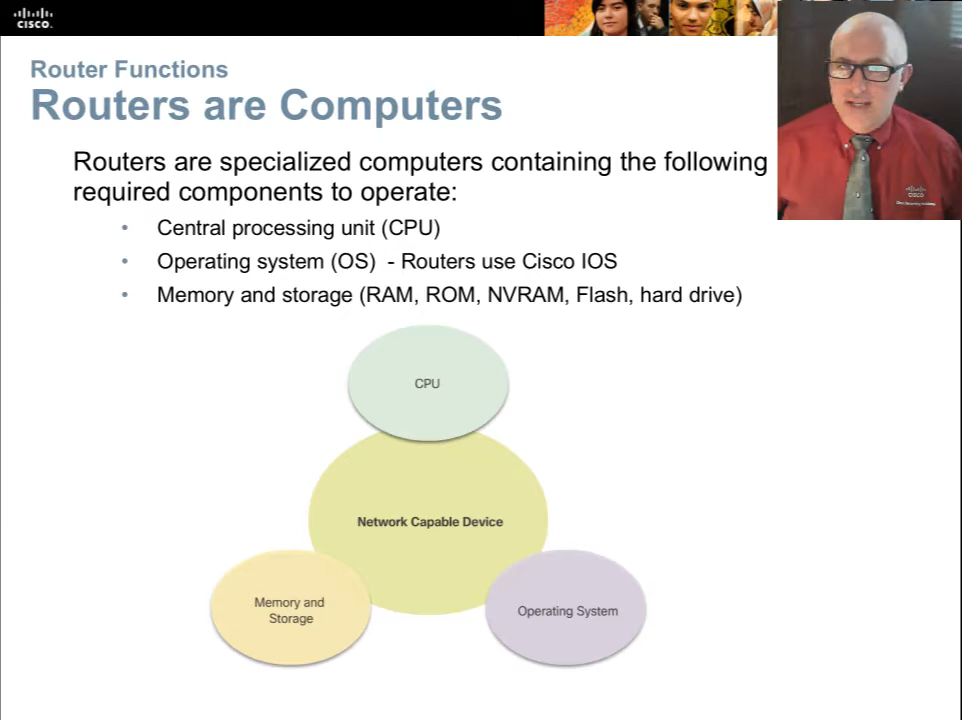 CISCO
Router Functions
Routers are Computers
Routers are specialized computers containing the following
required components to operate:
• Central processing unit (CPU)
• Operating system (OS) - Routers use Cisco IOS
• Memory and storage (RAM, ROM, NVRAM, Flash, hard drive)
CPU
Network Capable Device
Memory and
Storage
Operating System
CISCO